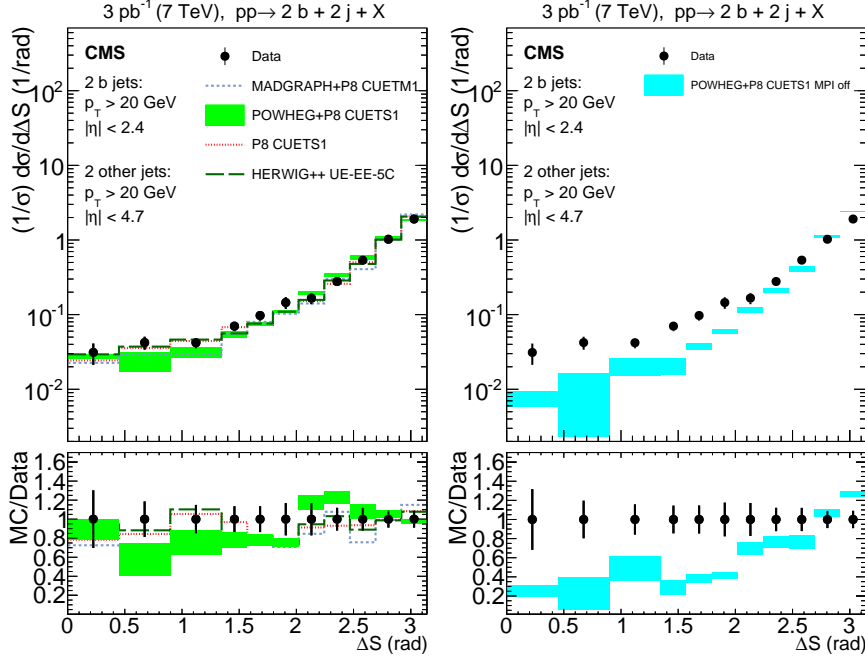 3 pb-1 (7 TeV), pp→ 2 b + 2 j + X
CMS
2 b jets:
pT > 20 GeV
|η| < 2.4
2 other jets:
pT > 20 GeV
|η| < 4.7
Data
MADGRAPH+P8 CUETM1
POWHEG+P8 CUETS1
P8 CUETS1
HERWIG++ UE-EE-5C
(1/σ) dσ/dΔS (1/rad)
10²
10
1
10⁻¹
10⁻²
MC/Data
1.6
1.4
1.2
1
0.8
0.6
0.4
0.2
0 0.5 1 1.5 2 2.5 3
ΔS (rad)
3 pb-1 (7 TeV), pp→ 2 b + 2 j + X
CMS
2 b jets:
pT > 20 GeV
|η| < 2.4
2 other jets:
pT > 20 GeV
|η| < 4.7
Data
POWHEG+P8 CUETS1 MPI off
(1/σ) dσ/dΔS (1/rad)
10²
10
1
10⁻¹
10⁻²
MC/Data
1.6
1.4
1.2
1
0.8
0.6
0.4
0.2
0 0.5 1 1.5 2 2.5 3
ΔS (rad)